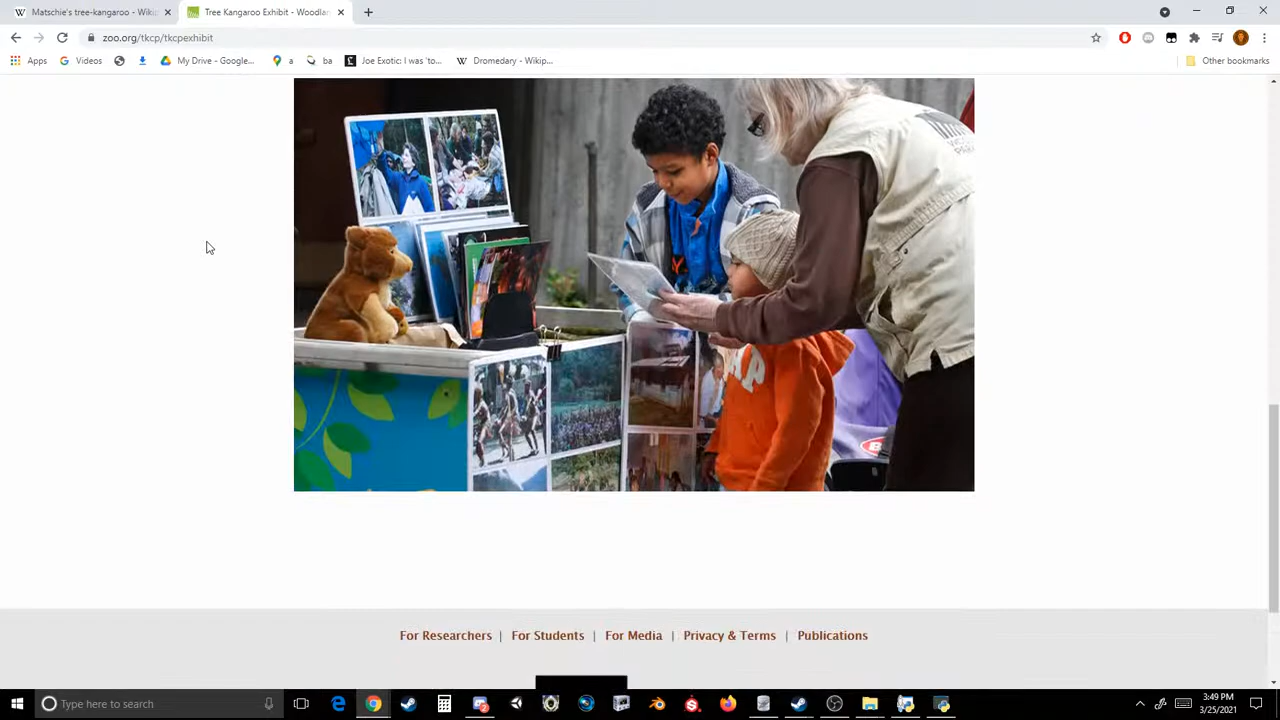 Matschie's tree-kangaroo - Wikip
Tree Kangaroo Exhibit - Woodlan
zoo.org/tkcp/tkcpexhibit
Apps
Videos
My Drive - Google...
a
ba
Joe Exotic: I was 'to...
Dromedary - Wikip...
Other bookmarks
For Researchers | For Students | For Media | Privacy & Terms | Publications
Type here to search
3:49 PM
3/25/2021